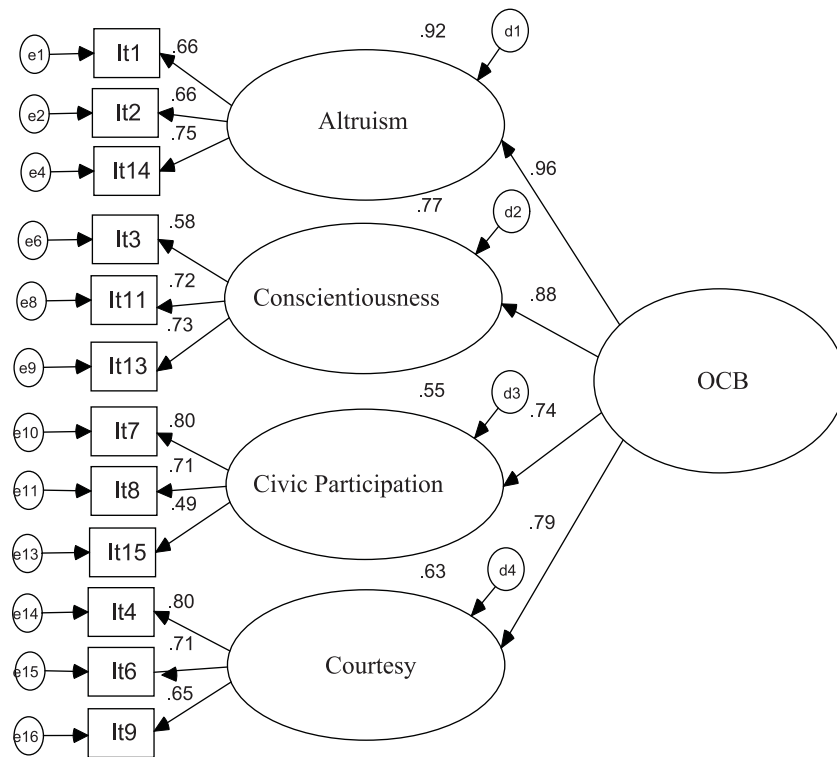 .92 d1
e1 It1 .66
e2 It2 .66
Altruism
.75
e4 It14
.96
.77 d2
e6 It3 .58
.72
e8 It11 Conscientiousness .88
.73
e9 It13
OCB
.55 d3
e10 It7 .80 .74
.71
e11 It8 Civic Participation
.49
e13 It15 .79
.63 d4
e14 It4 .80
.71
e15 It6 Courtesy
.65
e16 It9